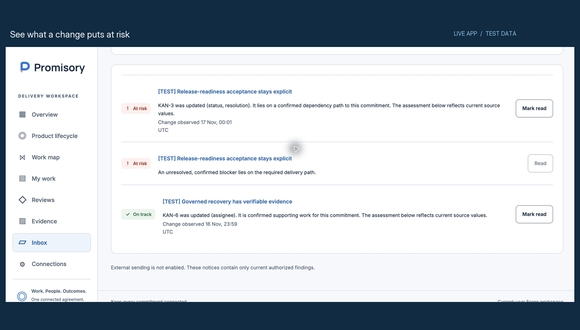 See what a change puts at risk
LIVE APP / TEST DATA
Promisory
DELIVERY WORKSPACE
Overview
Product lifecycle
Work map
My work
Reviews
Evidence
Inbox
Connections
Work. People. Outcomes.
One connected agreement.
[TEST] Release-readiness acceptance stays explicit
! At risk
KAN-3 was updated (status, resolution). It lies on a confirmed dependency path to this commitment. The assessment below reflects current source
values.
Change observed 17 Nov, 00:01
UTC
Mark read
[TEST] Release-readiness acceptance stays explicit
! At risk
An unresolved, confirmed blocker lies on the required delivery path.
Read
[TEST] Governed recovery has verifiable evidence
✓ On track
KAN-6 was updated (assignee). It is confirmed supporting work for this commitment. The assessment below reflects current source values.
Change observed 16 Nov, 23:59
UTC
Mark read
External sending is not enabled. These notices contain only current authorized findings.